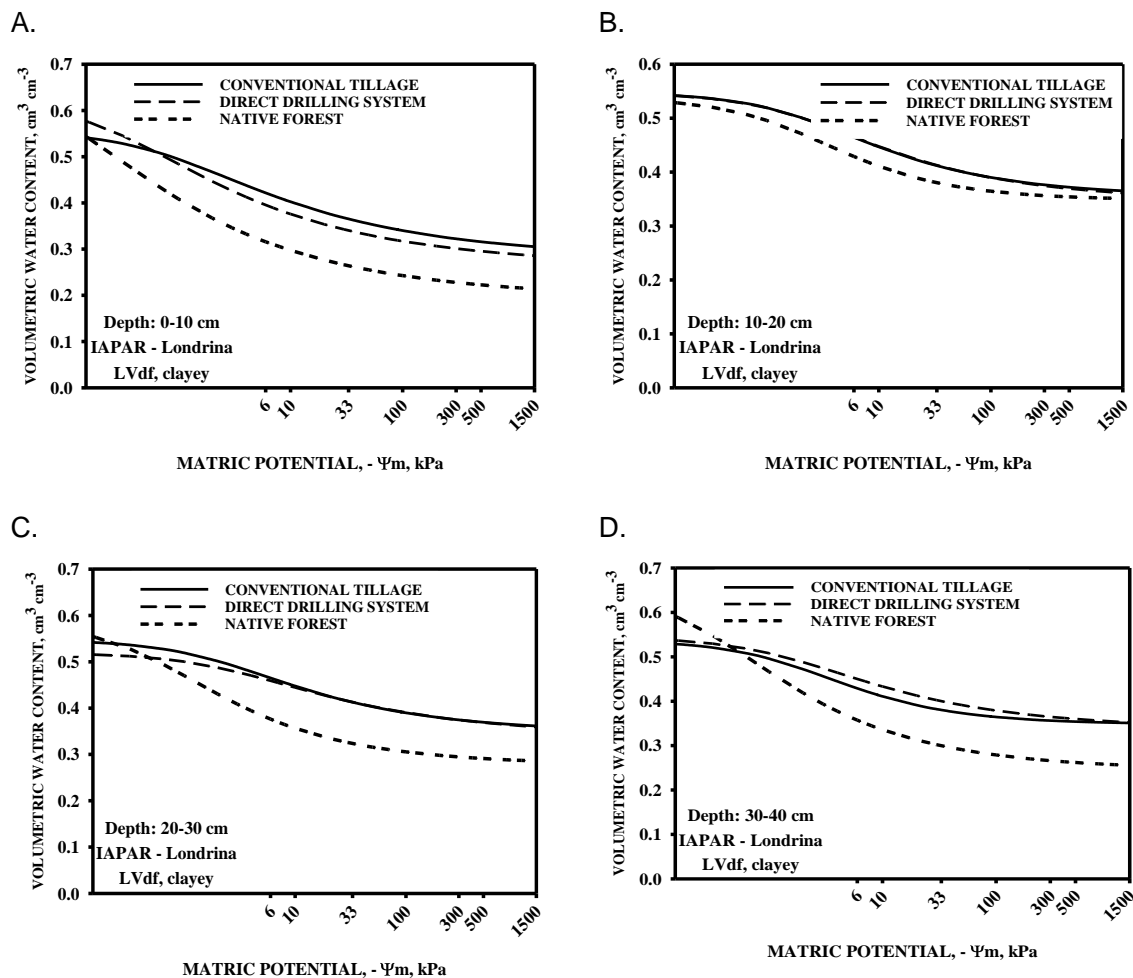 A.
VOLUMETRIC WATER CONTENT, cm³ cm⁻³
0.7
0.6
0.5
0.4
0.3
0.2
0.1
0.0
CONVENTIONAL TILLAGE
DIRECT DRILLING SYSTEM
NATIVE FOREST
Depth: 0-10 cm
IAPAR - Londrina
LVdf, clayey
6 10 33 100 300 500 1500
MATRIC POTENTIAL, - Ψm, kPa
B.
VOLUMETRIC WATER CONTENT, cm³ cm⁻³
0.6
0.5
0.4
0.3
0.2
0.1
0.0
CONVENTIONAL TILLAGE
DIRECT DRILLING SYSTEM
NATIVE FOREST
Depth: 10-20 cm
IAPAR - Londrina
LVdf, clayey
6 10 33 100 300 500 1500
MATRIC POTENTIAL, - Ψm, kPa
C.
VOLUMETRIC WATER CONTENT, cm³ cm⁻³
0.7
0.6
0.5
0.4
0.3
0.2
0.1
0.0
CONVENTIONAL TILLAGE
DIRECT DRILLING SYSTEM
NATIVE FOREST
Depth: 20-30 cm
IAPAR - Londrina
LVdf, clayey
6 10 33 100 300 500 1500
MATRIC POTENTIAL, - Ψm, kPa
D.
VOLUMETRIC WATER CONTENT, cm³ cm⁻³
0.7
0.6
0.5
0.4
0.3
0.2
0.1
0.0
CONVENTIONAL TILLAGE
DIRECT DRILLING SYSTEM
NATIVE FOREST
Depth: 30-40 cm
IAPAR - Londrina
LVdf, clayey
6 10 33 100 300 500 1500
MATRIC POTENTIAL, - Ψm, kPa